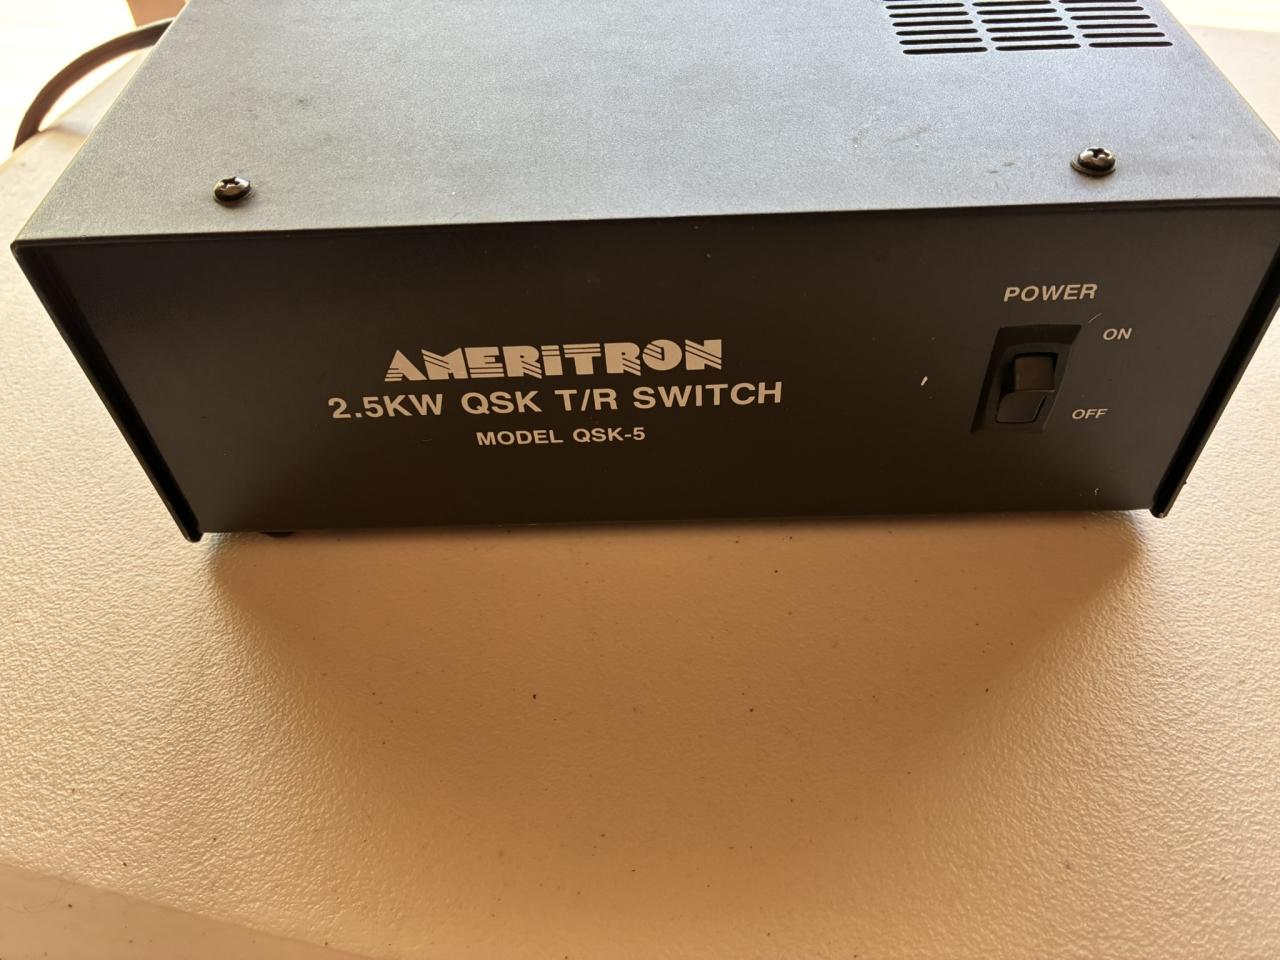 AMERITRON
2.5KW QSK T/R SWITCH
MODEL QSK-5
POWER
ON
OFF